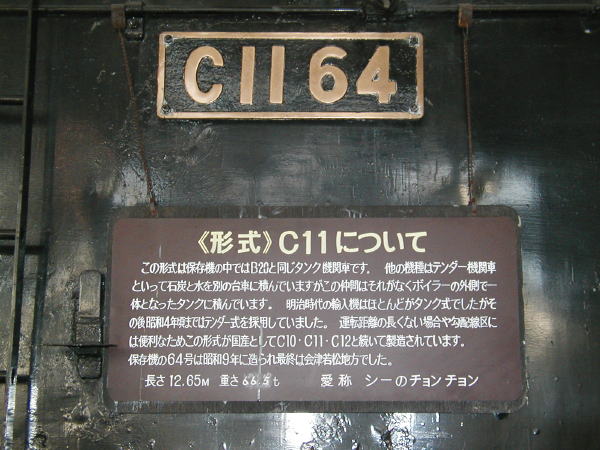 C11 64
《形式》C11について
この形式は保存機の中ではB20と同じタンク機関車です。 他の機種はテンダー機関車
といって石炭と水を別の台車に積んでいますがこの仲間はそれがなくボイラーの外側で一
体となったタンクに積んでいます。 明治時代の輸入機はほとんどがタンク式でしたがそ
の後昭和4年頃まではテンダー式を採用していました。 運転距離の長くない場合や勾配線区に
は便利なためこの形式が国産としてC10・C11・C12と続いて製造されています。
保存機の64号は昭和9年に造られ最終は会津若松地方でした。
長さ12.65M 重さ66.5も 愛称 シーのチョンチョン